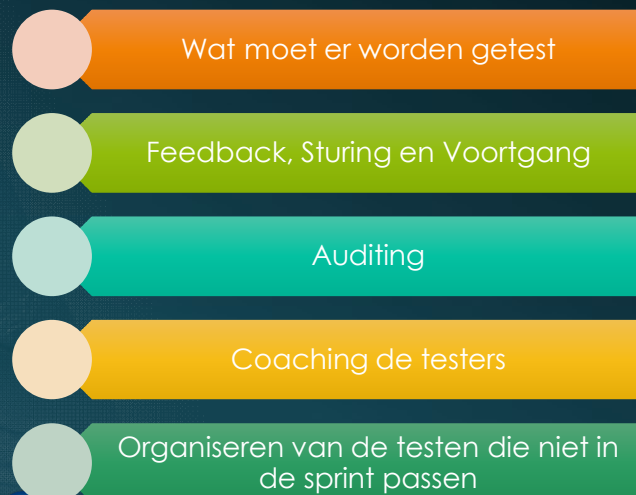 Wat moet er worden getest
Feedback, Sturing en Voortgang
Auditing
Coaching de testers
Organiseren van de testen die niet in
de sprint passen